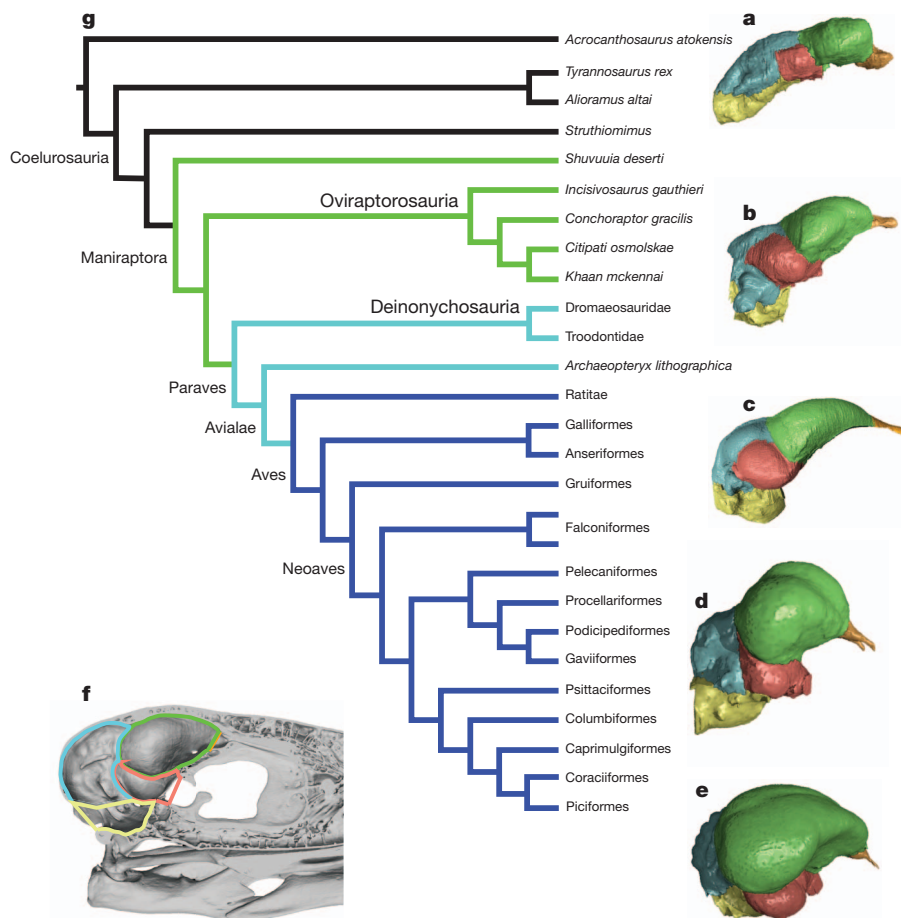 g
a
Acrocanthosaurus atokensis
Tyrannosaurus rex
Alioramus altai
Struthiomimus
Coelurosauria
Shuvuuia deserti
Incisivosaurus gauthieri
Oviraptorosauria
b
Conchoraptor gracilis
Citipati osmolskae
Maniraptora
Khaan mckennai
Deinonychosauria
Dromaeosauridae
Troodontidae
Archaeopteryx lithographica
Paraves
Ratitae
c
Avialae
Galliformes
Anseriformes
Aves
Gruiformes
Falconiformes
Neoaves
Pelecaniformes
d
Procellariformes
Podicipediformes
Gaviiformes
f
Psittaciformes
Columbiformes
Caprimulgiformes
Coraciiformes
e
Piciformes